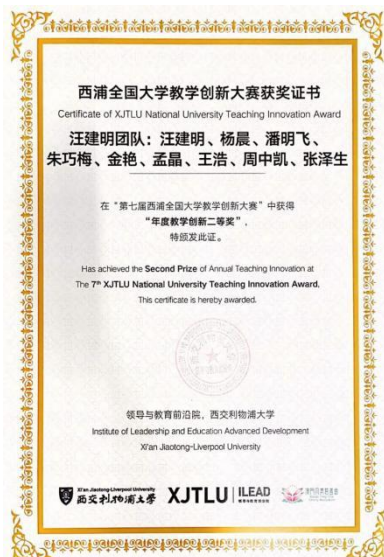 西浦全国大学教学创新大赛获奖证书
Certificate of XJTLU National University Teaching Innovation Award
汪建明团队：汪建明、杨晨、潘明飞、
朱巧梅、金艳、孟晶、王浩、周中凯、张泽生
在“第七届西浦全国大学教学创新大赛”中获得
“年度教学创新二等奖”，
特颁发此证。
Has achieved the Second Prize of Annual Teaching Innovation at
The 7th XJTLU National University Teaching Innovation Award.
This certificate is hereby awarded.
领导与教育前沿院，西交利物浦大学
Institute of Leadership and Education Advanced Development
Xi'an Jiaotong-Liverpool University
Xi'an Jiaotong-Liverpool University
西交利物浦大学
XJTLU ILEAD